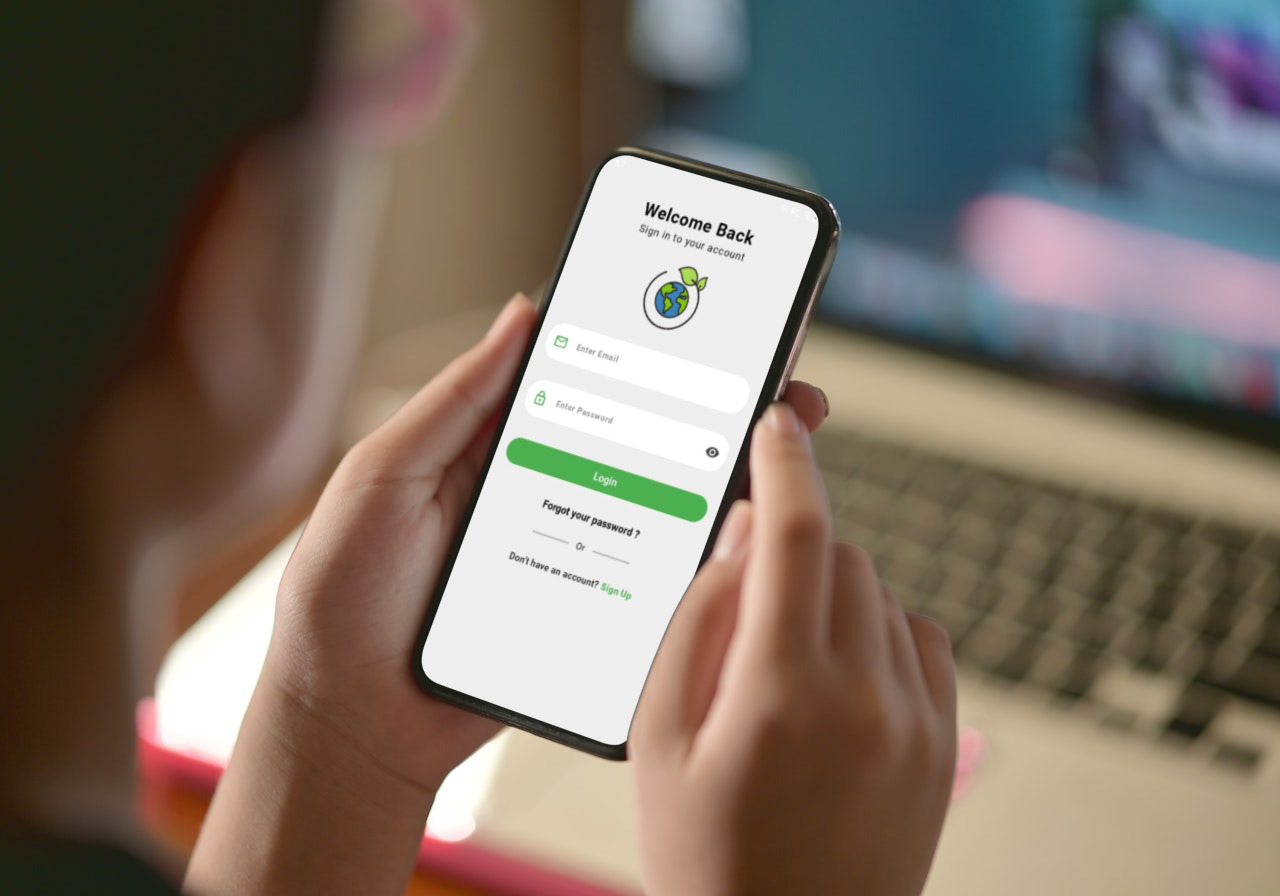 Welcome Back
Sign in to your account
Enter Email
Enter Password
Login
Forgot your password ?
Or
Don't have an account? Sign Up